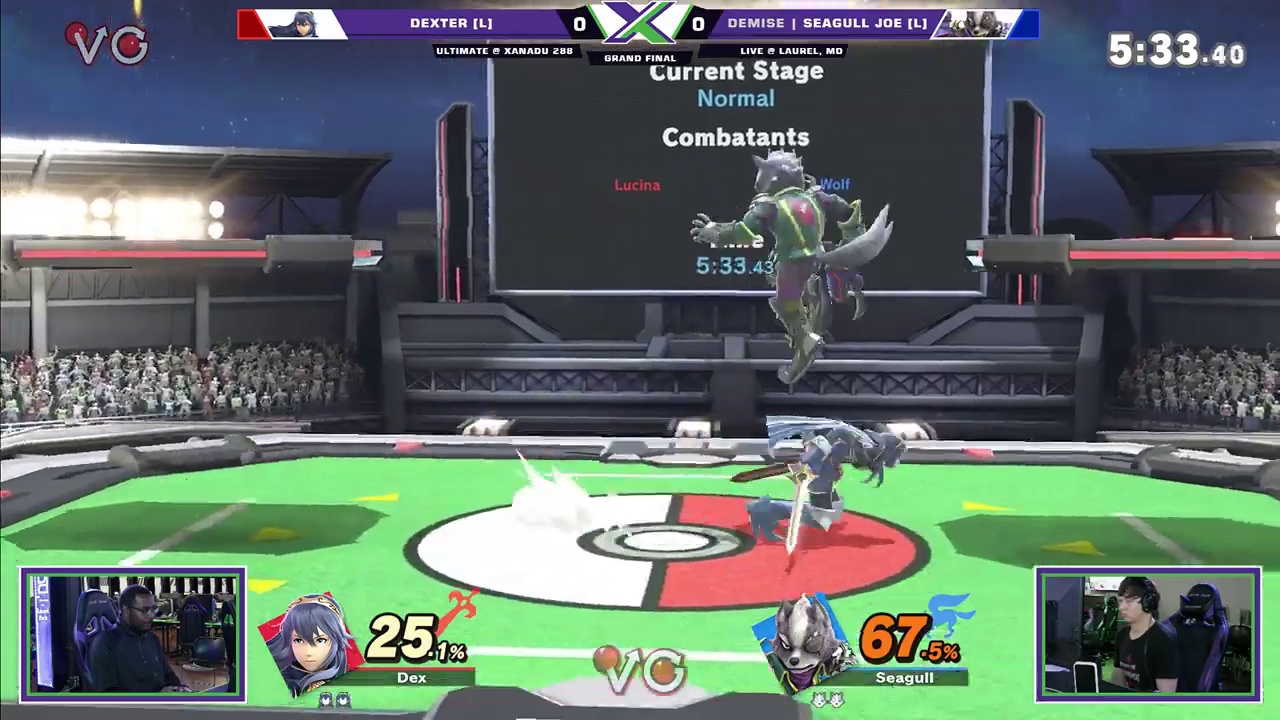 DEXTER [L]
0
0
DEMISE | SEAGULL JOE [L]
ULTIMATE @ XANADU 288
GRAND FINAL
LIVE @ LAUREL, MD
VG
5:33.40
Current Stage
Normal
Combatants
Lucina
Wolf
5:33.43
25.1%
Dex
VG
67.5%
Seagull